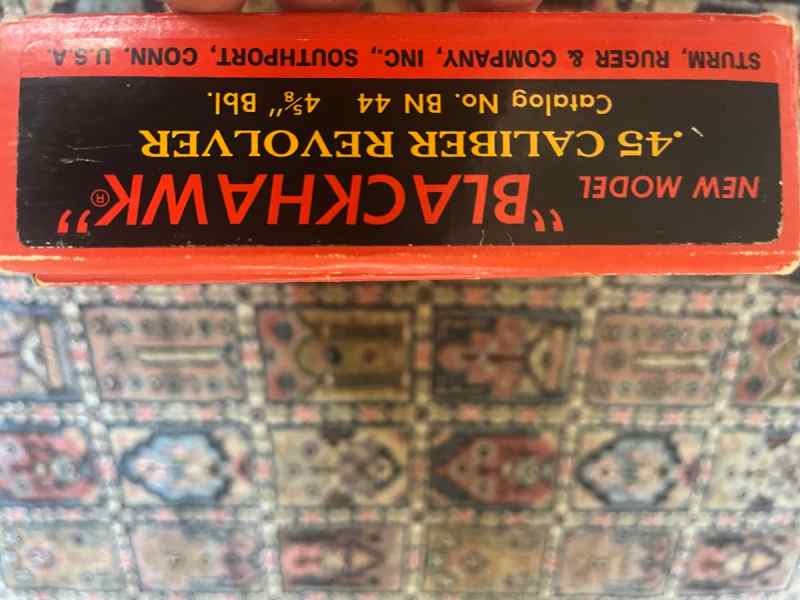 NEW MODEL "BLACKHAWK"®
.45 CALIBER REVOLVER
Catalog No. BN 44 4⅝" Bbl.
STURM, RUGER & COMPANY, INC., SOUTHPORT, CONN. U.S.A.